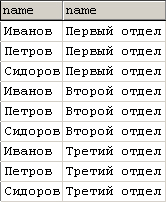 name name
Иванов Первый отдел
Петров Первый отдел
Сидоров Первый отдел
Иванов Второй отдел
Петров Второй отдел
Сидоров Второй отдел
Иванов Третий отдел
Петров Третий отдел
Сидоров Третий отдел